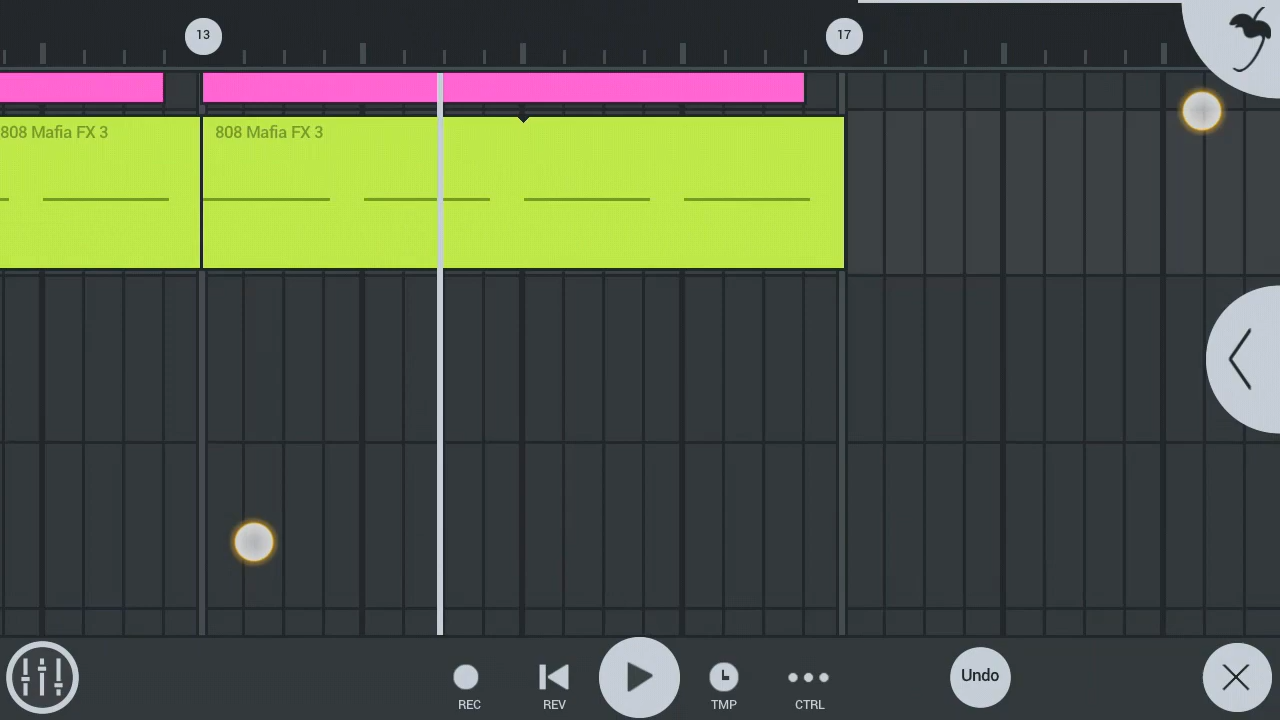 13
17
808 Mafia FX 3
808 Mafia FX 3
REC
REV
TMP
CTRL
Undo